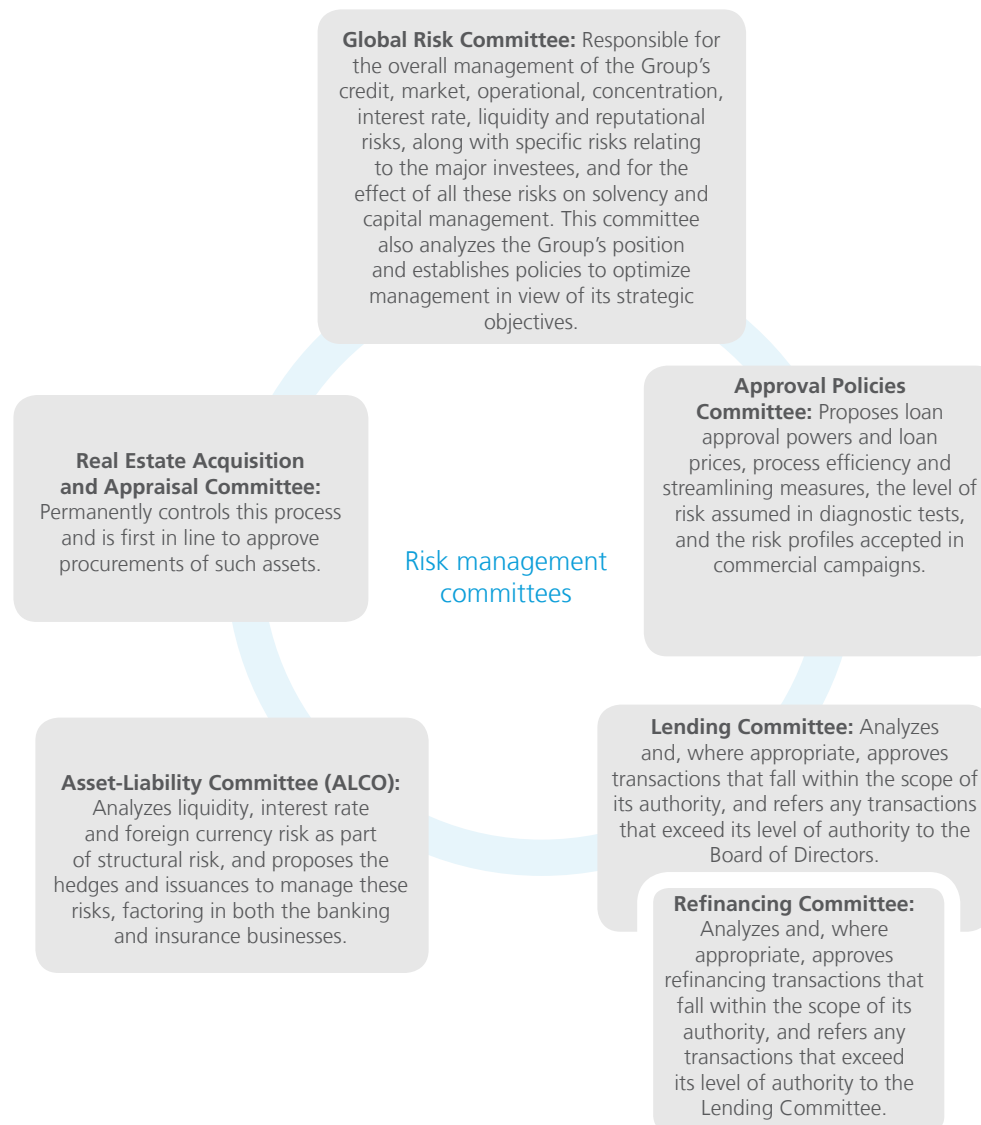 Global Risk Committee: Responsible for
the overall management of the Group’s
credit, market, operational, concentration,
interest rate, liquidity and reputational
risks, along with specific risks relating
to the major investees, and for the
effect of all these risks on solvency and
capital management. This committee
also analyzes the Group’s position
and establishes policies to optimize
management in view of its strategic
objectives.
Approval Policies
Committee: Proposes loan
approval powers and loan
prices, process efficiency and
streamlining measures, the level of
risk assumed in diagnostic tests,
and the risk profiles accepted in
commercial campaigns.
Real Estate Acquisition
and Appraisal Committee:
Permanently controls this process
and is first in line to approve
procurements of such assets.
Risk management
committees
Lending Committee: Analyzes
and, where appropriate, approves
transactions that fall within the scope of
its authority, and refers any transactions
that exceed its level of authority to the
Board of Directors.
Asset-Liability Committee (ALCO):
Analyzes liquidity, interest rate
and foreign currency risk as part
of structural risk, and proposes the
hedges and issuances to manage these
risks, factoring in both the banking
and insurance businesses.
Refinancing Committee:
Analyzes and, where
appropriate, approves
refinancing transactions that
fall within the scope of its
authority, and refers any
transactions that exceed
its level of authority to the
Lending Committee.